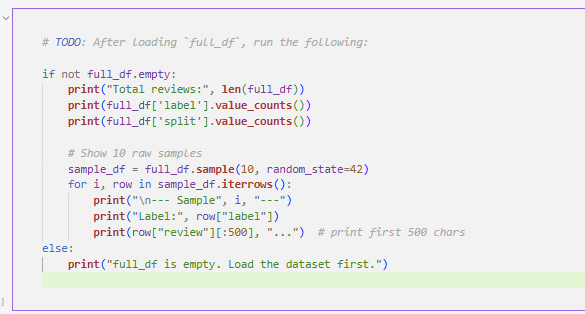 # TODO: After loading `full_df`, run the following:
if not full_df.empty:
    print("Total reviews:", len(full_df))
    print(full_df['label'].value_counts())
    print(full_df['split'].value_counts())
    # Show 10 raw samples
    sample_df = full_df.sample(10, random_state=42)
    for i, row in sample_df.iterrows():
        print("\n--- Sample", i, "---")
        print("Label:", row["label"])
        print(row["review"][:500], "...")  # print first 500 chars
else:
    print("full_df is empty. Load the dataset first.")
]